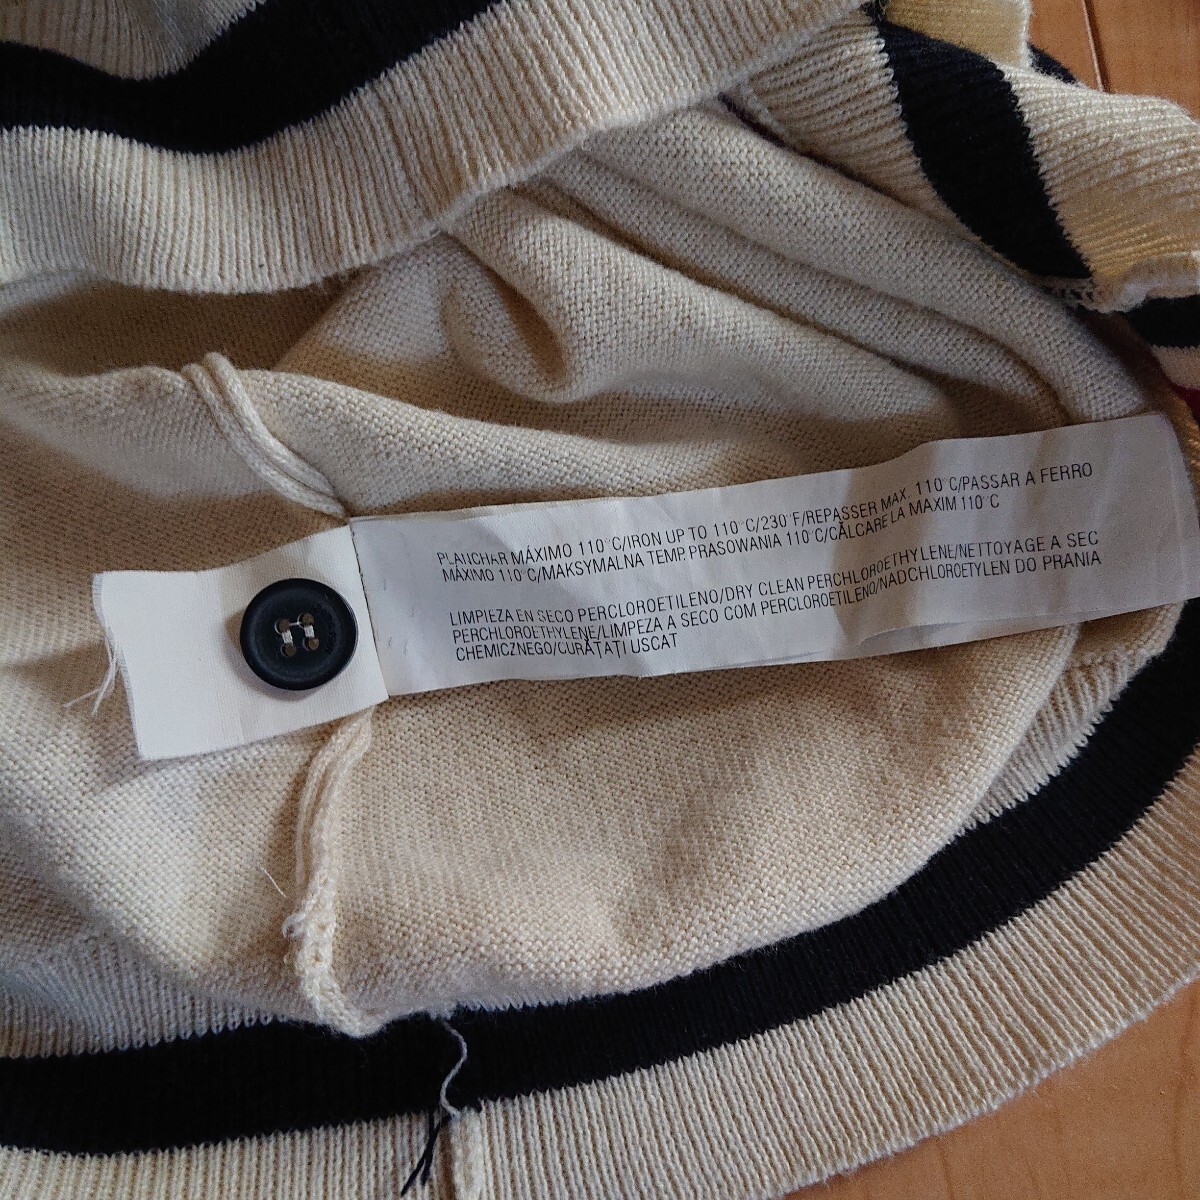 PLANCHAR MÁXIMO 110°C/IRON UP TO 110°C/230°F/REPASSER MAX. 110°C/PASSAR A FERRO
MÁXIMO 110°C/MAKSYMALNA TEMP. PRASOWANIA 110°C/CĂLCARE LA MAXIM 110°C
LIMPIEZA EN SECO PERCLOROETILENO/DRY CLEAN PERCHLOROETHYLENE/NETTOYAGE A SEC
PERCHLOROETHYLENE/LIMPEZA A SECO COM PERCLOROETILENO/NADCHLOROETYLEN DO PRANIA
CHEMICZNEGO/CURĂȚAȚI USCAT